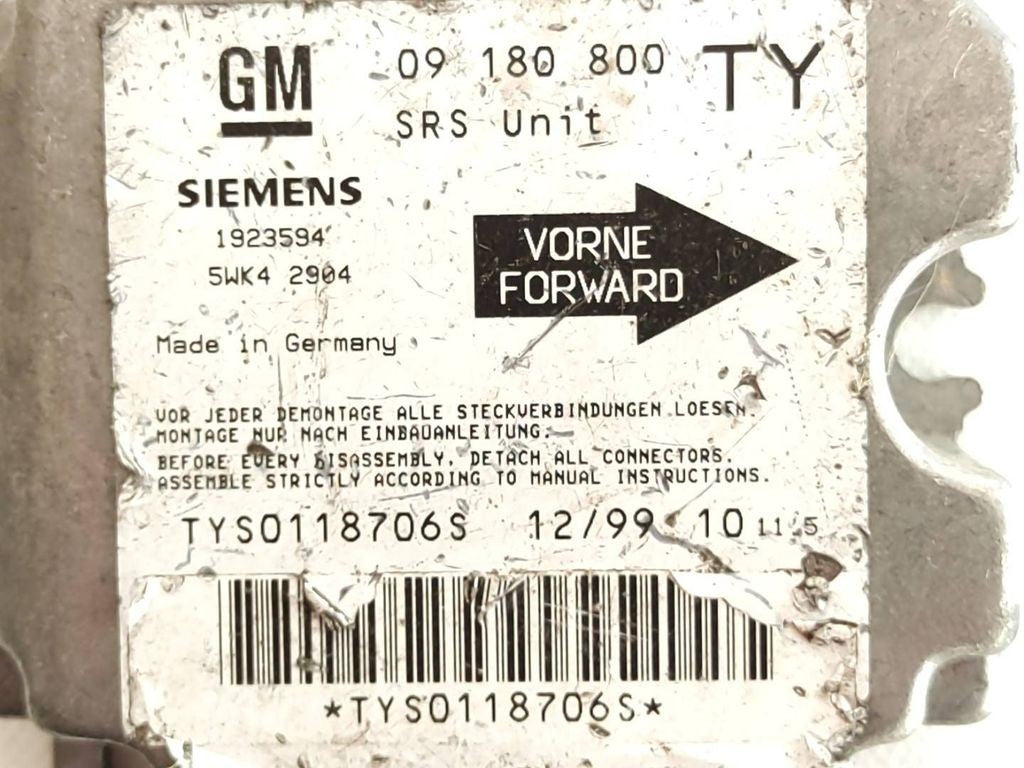 GM 09 180 800 TY
SRS Unit
SIEMENS
1923594
5WK4 2904
VORNE
FORWARD
Made in Germany
VOR JEDER DEMONTAGE ALLE STECKVERBINDUNGEN LOESEN.
MONTAGE NUR NACH EINBAUANLEITUNG.
BEFORE EVERY DISASSEMBLY, DETACH ALL CONNECTORS.
ASSEMBLE STRICTLY ACCORDING TO MANUAL INSTRUCTIONS.
TYS0118706S 12/99 10 11.5
*TYS0118706S*